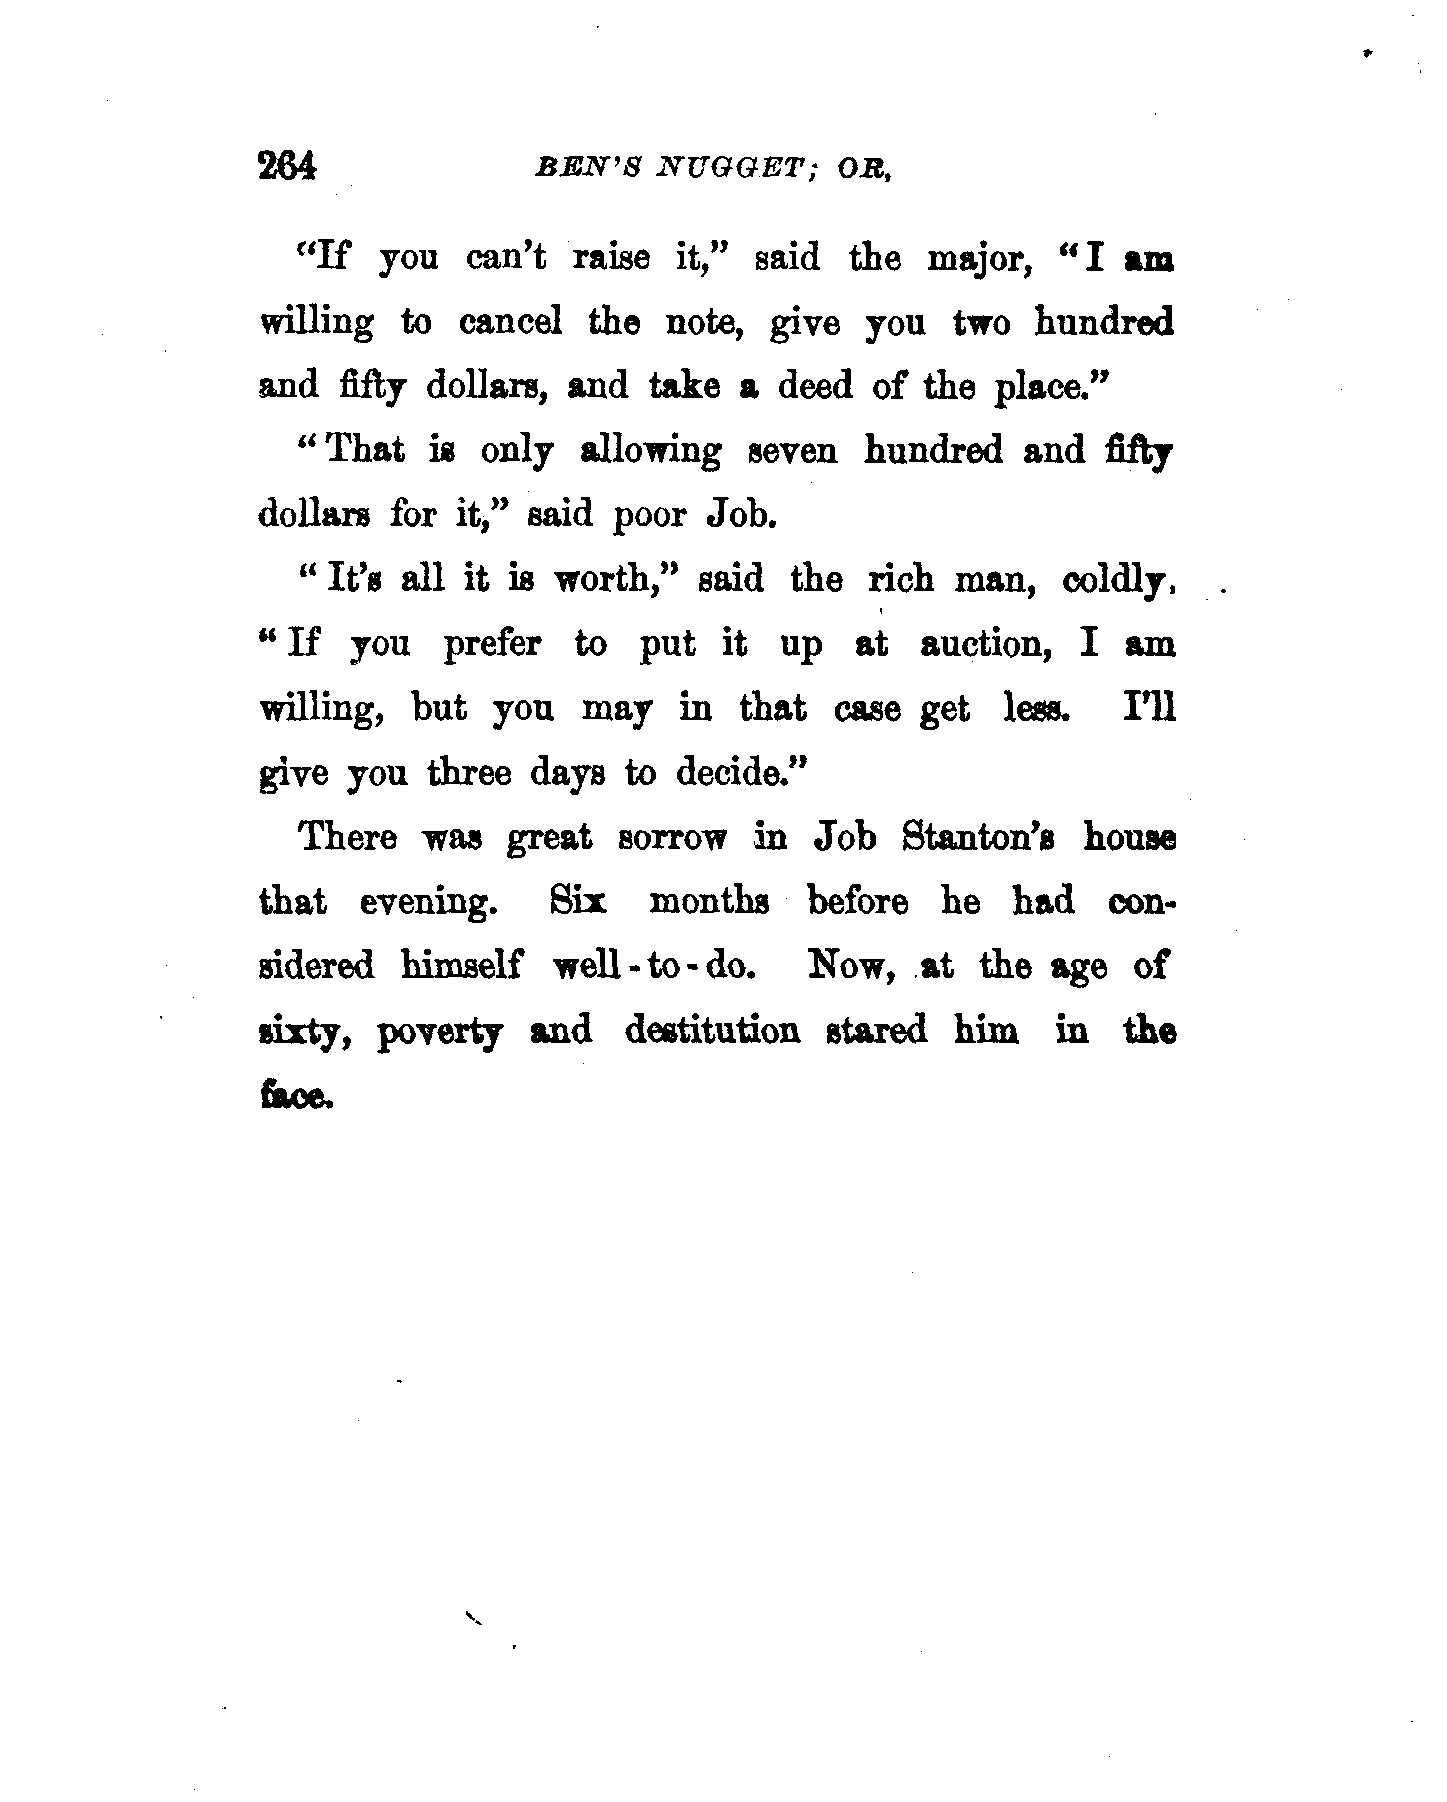 264 BEN'S NUGGET; OR,
"If you can't raise it," said the major, "I am
willing to cancel the note, give you two hundred
and fifty dollars, and take a deed of the place."
"That is only allowing seven hundred and fifty
dollars for it," said poor Job.
"It's all it is worth," said the rich man, coldly,
"If you prefer to put it up at auction, I am
willing, but you may in that case get less. I'll
give you three days to decide."
There was great sorrow in Job Stanton's house
that evening. Six months before he had con-
sidered himself well-to-do. Now, at the age of
sixty, poverty and destitution stared him in the
face.